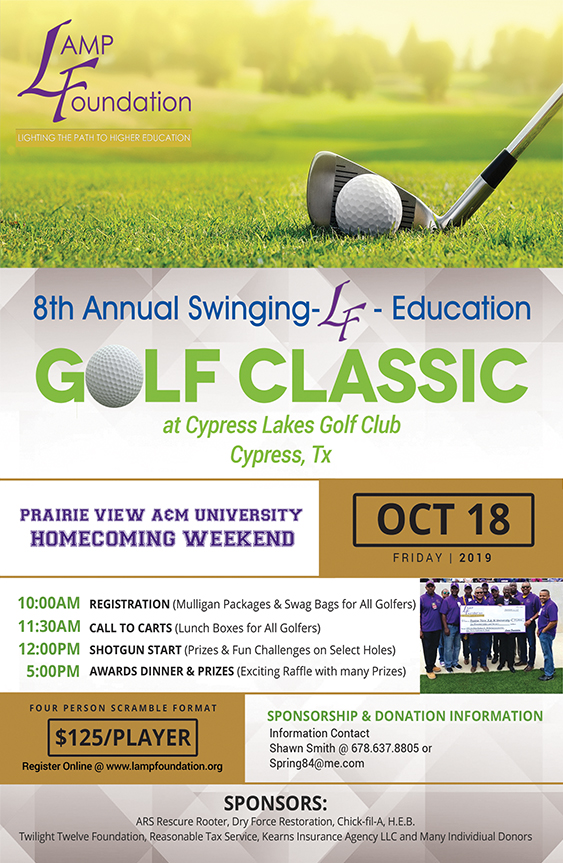 LAMP
Foundation
LIGHTING THE PATH TO HIGHER EDUCATION
8th Annual Swinging-LF- Education
GOLF CLASSIC
at Cypress Lakes Golf Club
Cypress, Tx
PRAIRIE VIEW A&M UNIVERSITY
HOMECOMING WEEKEND
OCT 18
FRIDAY | 2019
10:00AM REGISTRATION (Mulligan Packages & Swag Bags for All Golfers)
11:30AM CALL TO CARTS (Lunch Boxes for All Golfers)
12:00PM SHOTGUN START (Prizes & Fun Challenges on Select Holes)
5:00PM AWARDS DINNER & PRIZES (Exciting Raffle with many Prizes)
FOUR PERSON SCRAMBLE FORMAT
$125/PLAYER
Register Online @ www.lampfoundation.org
SPONSORSHIP & DONATION INFORMATION
Information Contact
Shawn Smith @ 678.637.8805 or
Spring84@me.com
SPONSORS:
ARS Rescure Rooter, Dry Force Restoration, Chick-fil-A, H.E.B.
Twilight Twelve Foundation, Reasonable Tax Service, Kearns Insurance Agency LLC and Many Individiual Donors